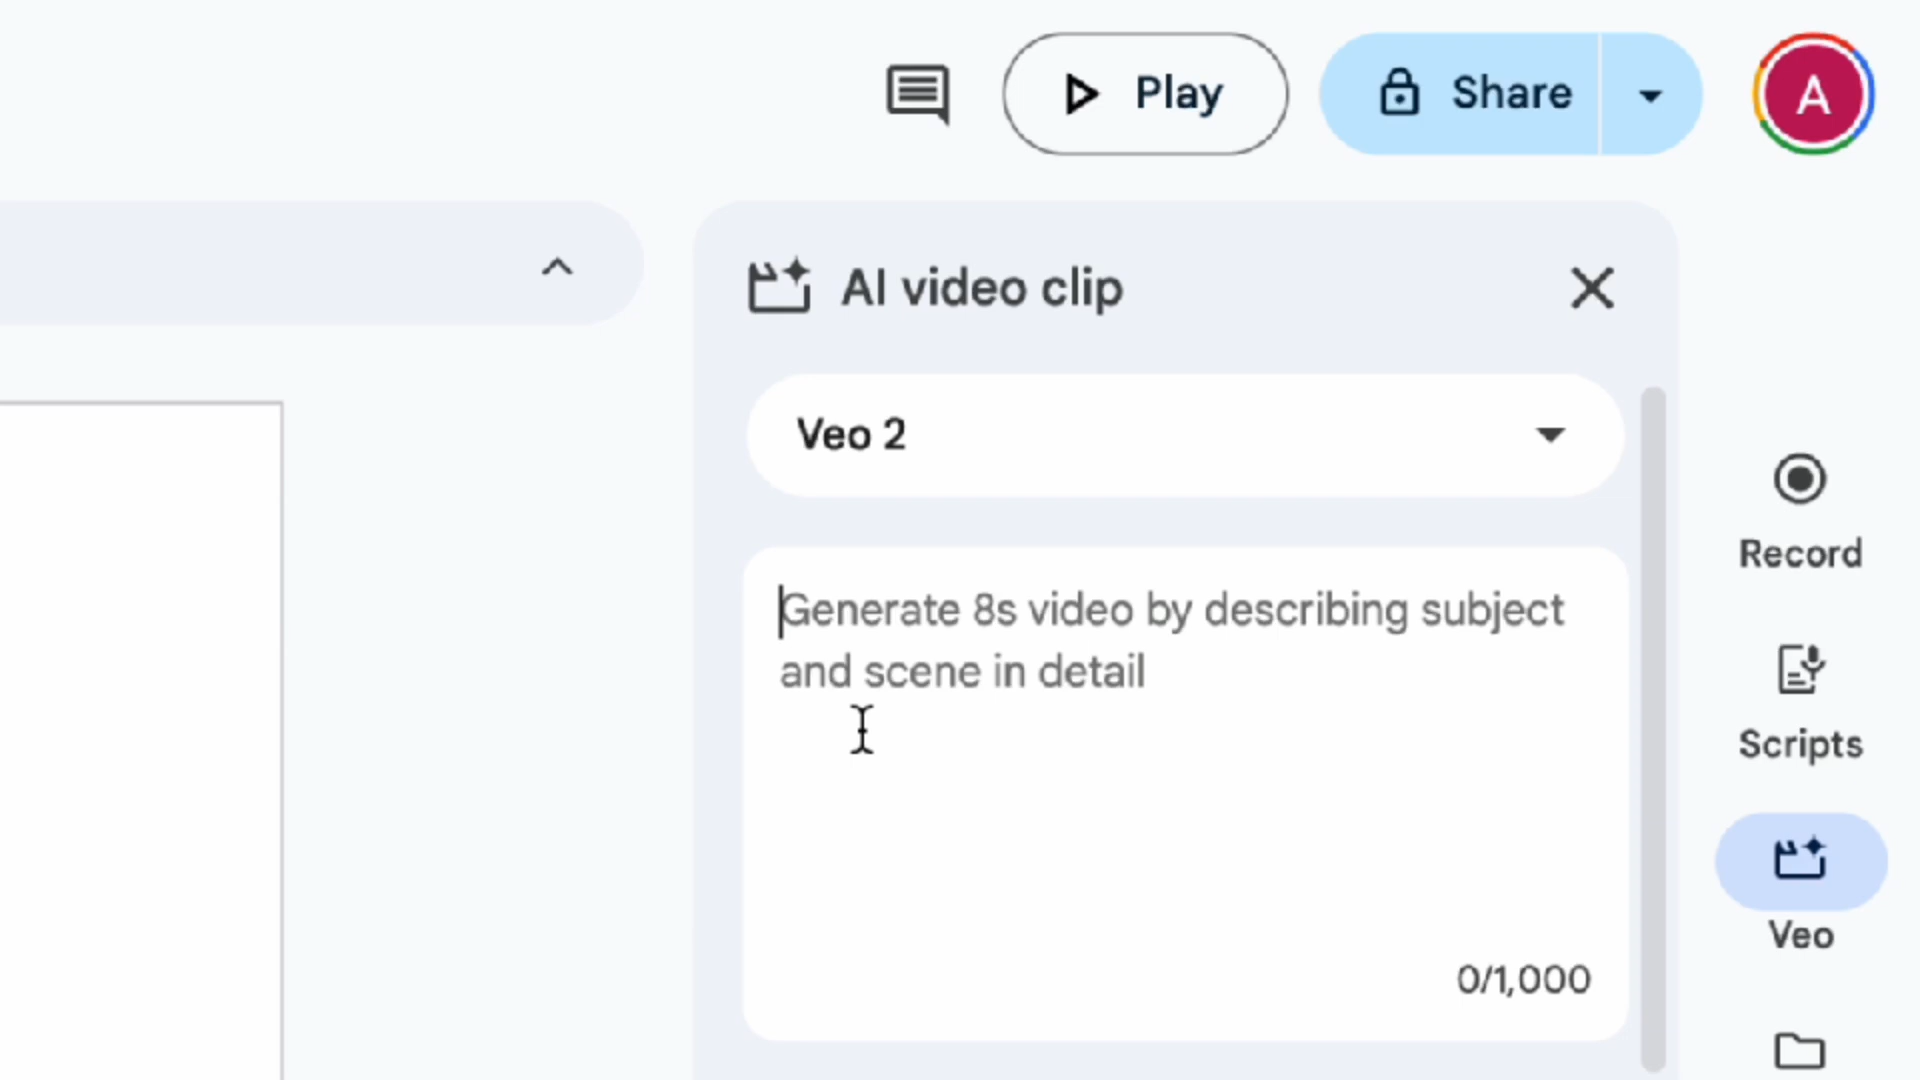 Play
Share
A
AI video clip
Veo 2
Generate 8s video by describing subject
and scene in detail
0/1,000
Record
Scripts
Veo